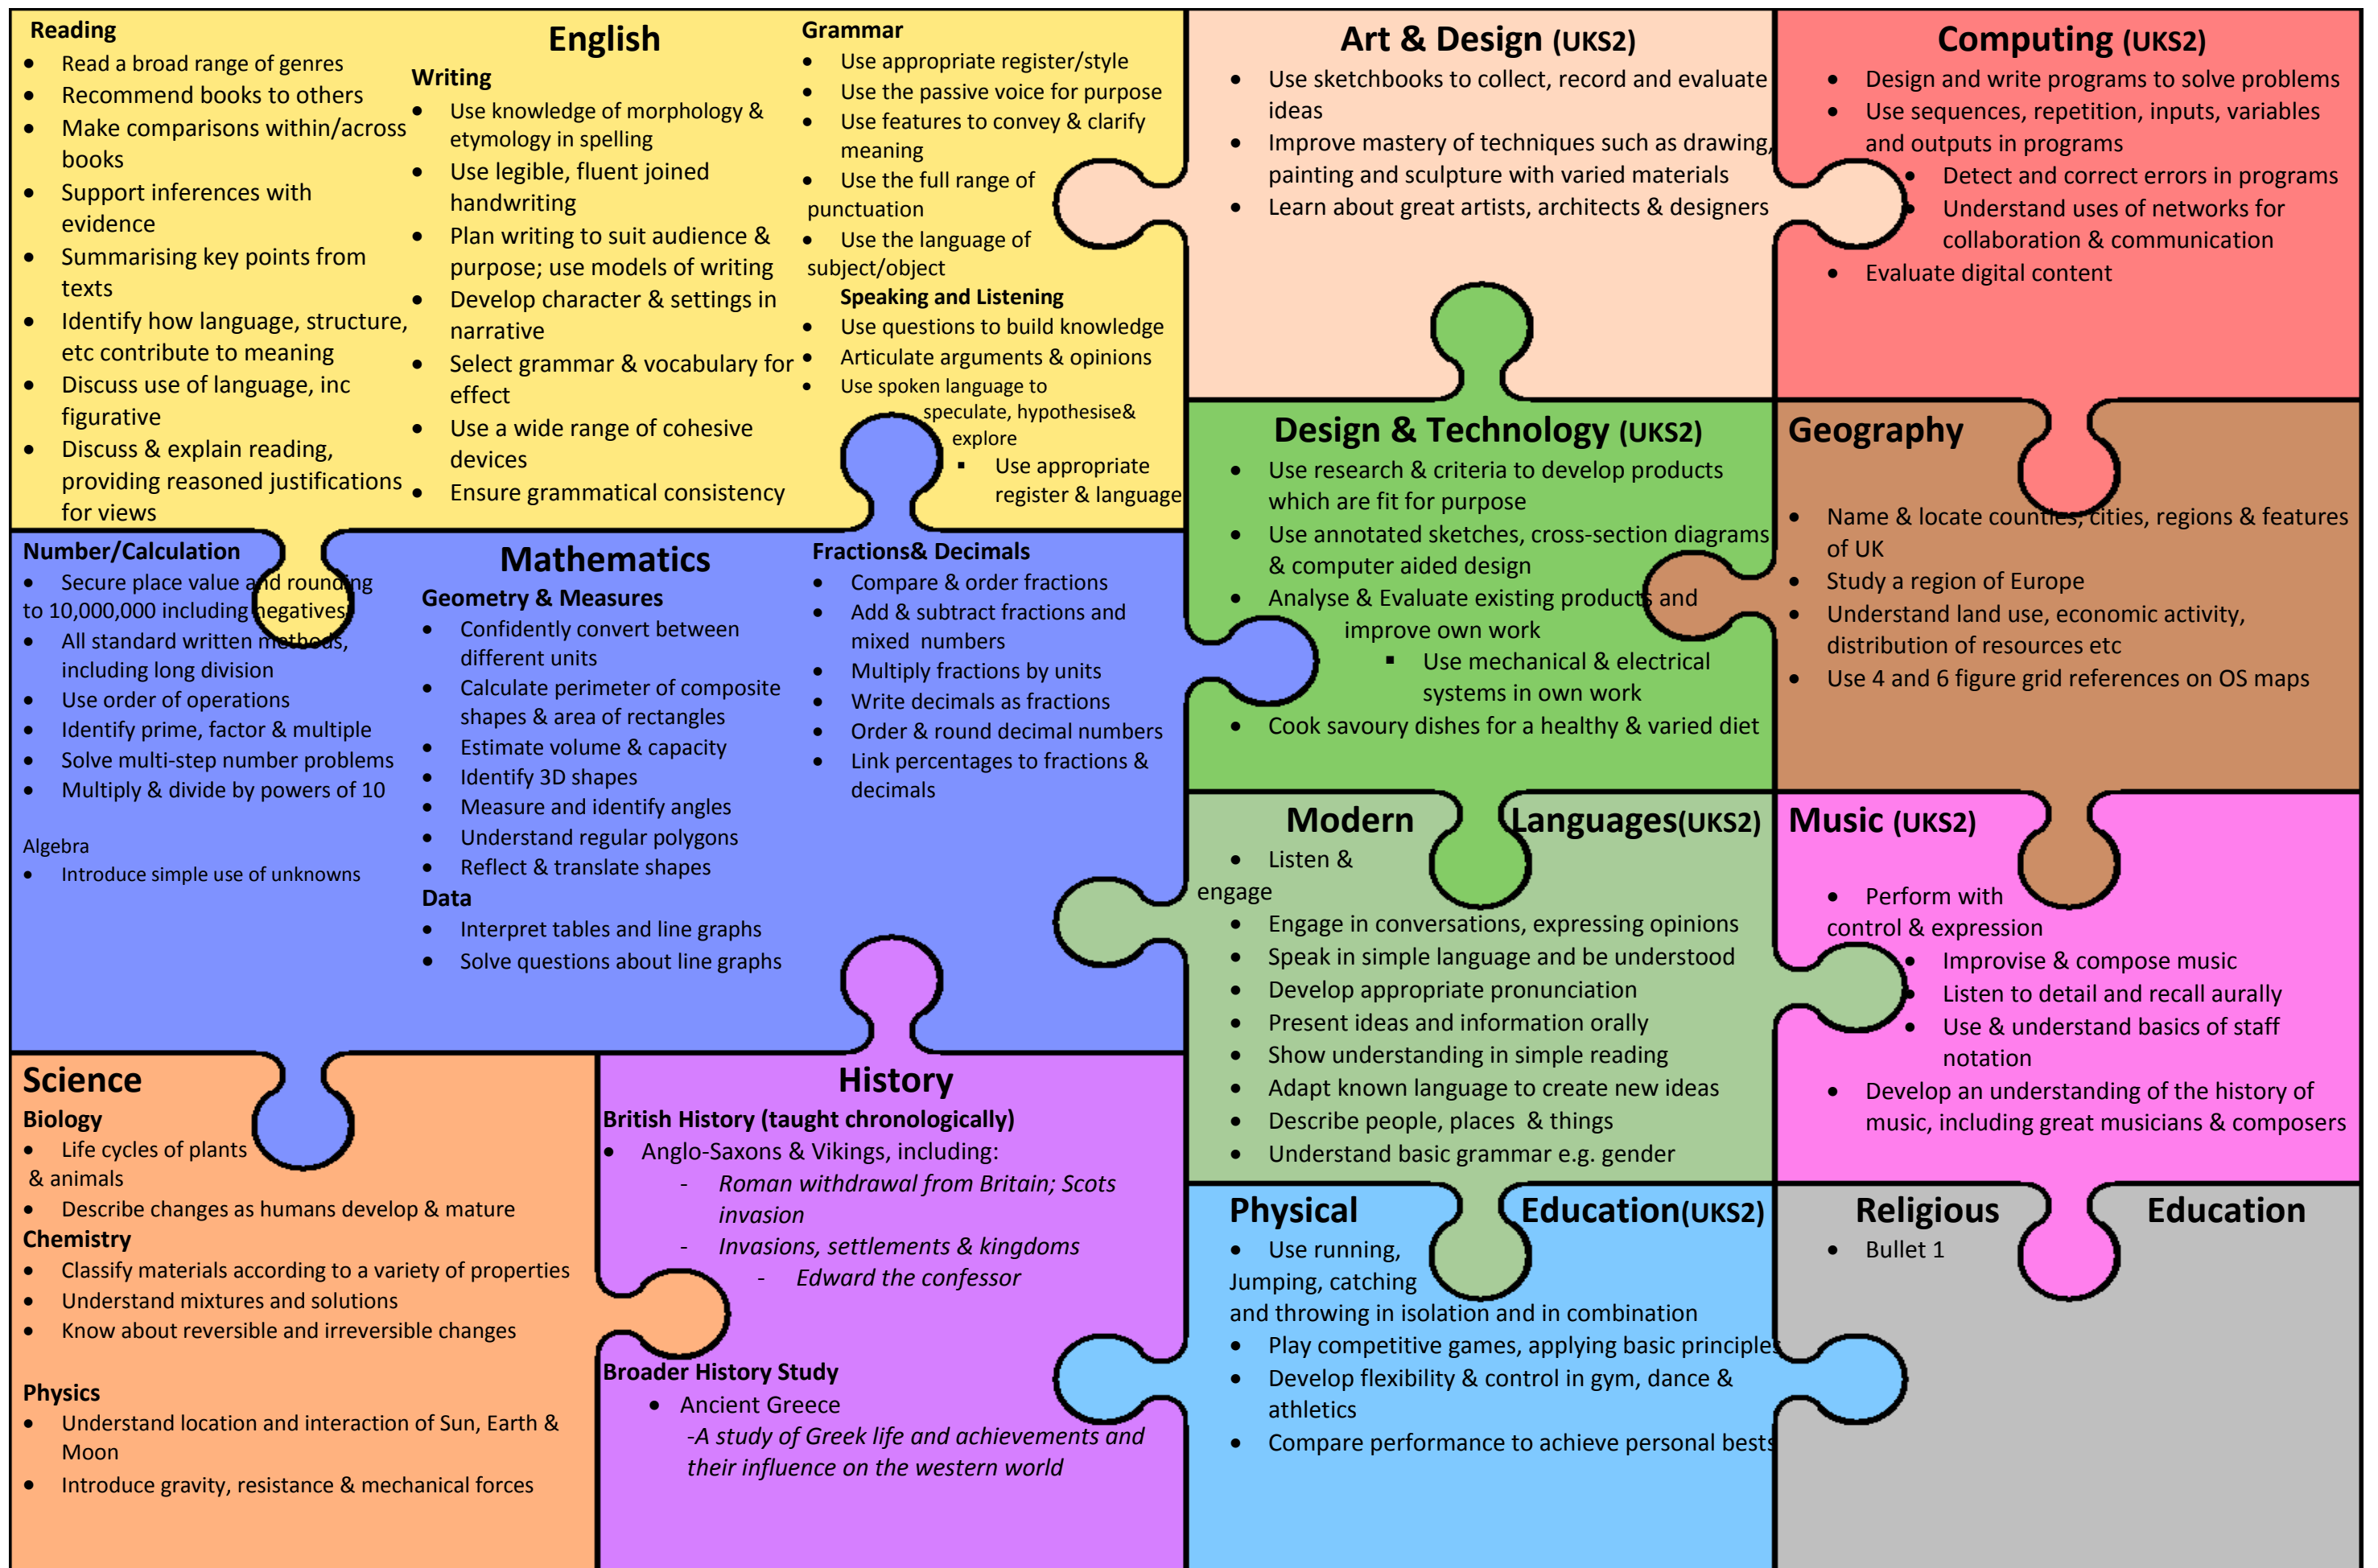 Reading
• Read a broad range of genres
• Recommend books to others
• Make comparisons within/across
books
• Support inferences with
evidence
• Summarising key points from
texts
• Identify how language, structure,
etc contribute to meaning
• Discuss use of language, inc
figurative
• Discuss & explain reading,
providing reasoned justifications
for views
English
Writing
• Use knowledge of morphology &
etymology in spelling
• Use legible, fluent joined
handwriting
• Plan writing to suit audience &
purpose; use models of writing
• Develop character & settings in
narrative
• Select grammar & vocabulary for
effect
• Use a wide range of cohesive
devices
• Ensure grammatical consistency
Grammar
• Use appropriate register/style
• Use the passive voice for purpose
• Use features to convey & clarify
meaning
• Use the full range of
punctuation
• Use the language of
subject/object
Speaking and Listening
• Use questions to build knowledge
• Articulate arguments & opinions
• Use spoken language to
speculate, hypothesise&
explore
▪ Use appropriate
register & language
Art & Design (UKS2)
• Use sketchbooks to collect, record and evaluate
ideas
• Improve mastery of techniques such as drawing,
painting and sculpture with varied materials
• Learn about great artists, architects & designers
Computing (UKS2)
• Design and write programs to solve problems
• Use sequences, repetition, inputs, variables
and outputs in programs
• Detect and correct errors in programs
• Understand uses of networks for
collaboration & communication
• Evaluate digital content
Number/Calculation
• Secure place value and rounding
to 10,000,000 including negatives
• All standard written methods,
including long division
• Use order of operations
• Identify prime, factor & multiple
• Solve multi-step number problems
• Multiply & divide by powers of 10
Algebra
• Introduce simple use of unknowns
Mathematics
Geometry & Measures
• Confidently convert between
different units
• Calculate perimeter of composite
shapes & area of rectangles
• Estimate volume & capacity
• Identify 3D shapes
• Measure and identify angles
• Understand regular polygons
• Reflect & translate shapes
Data
• Interpret tables and line graphs
• Solve questions about line graphs
Fractions& Decimals
• Compare & order fractions
• Add & subtract fractions and
mixed numbers
• Multiply fractions by units
• Write decimals as fractions
• Order & round decimal numbers
• Link percentages to fractions &
decimals
Design & Technology (UKS2)
• Use research & criteria to develop products
which are fit for purpose
• Use annotated sketches, cross-section diagrams
& computer aided design
• Analyse & Evaluate existing products and
improve own work
▪ Use mechanical & electrical
systems in own work
• Cook savoury dishes for a healthy & varied diet
Geography
• Name & locate counties, cities, regions & features
of UK
• Study a region of Europe
• Understand land use, economic activity,
distribution of resources etc
• Use 4 and 6 figure grid references on OS maps
Modern Languages(UKS2)
• Listen &
engage
• Engage in conversations, expressing opinions
• Speak in simple language and be understood
• Develop appropriate pronunciation
• Present ideas and information orally
• Show understanding in simple reading
• Adapt known language to create new ideas
• Describe people, places & things
• Understand basic grammar e.g. gender
Music (UKS2)
• Perform with
control & expression
• Improvise & compose music
• Listen to detail and recall aurally
• Use & understand basics of staff
notation
• Develop an understanding of the history of
music, including great musicians & composers
Science
Biology
• Life cycles of plants
& animals
• Describe changes as humans develop & mature
Chemistry
• Classify materials according to a variety of properties
• Understand mixtures and solutions
• Know about reversible and irreversible changes
Physics
• Understand location and interaction of Sun, Earth &
Moon
• Introduce gravity, resistance & mechanical forces
History
British History (taught chronologically)
• Anglo-Saxons & Vikings, including:
- Roman withdrawal from Britain; Scots
invasion
- Invasions, settlements & kingdoms
- Edward the confessor
Broader History Study
• Ancient Greece
-A study of Greek life and achievements and
their influence on the western world
Physical Education(UKS2)
• Use running,
Jumping, catching
and throwing in isolation and in combination
• Play competitive games, applying basic principles
• Develop flexibility & control in gym, dance &
athletics
• Compare performance to achieve personal bests
Religious Education
• Bullet 1